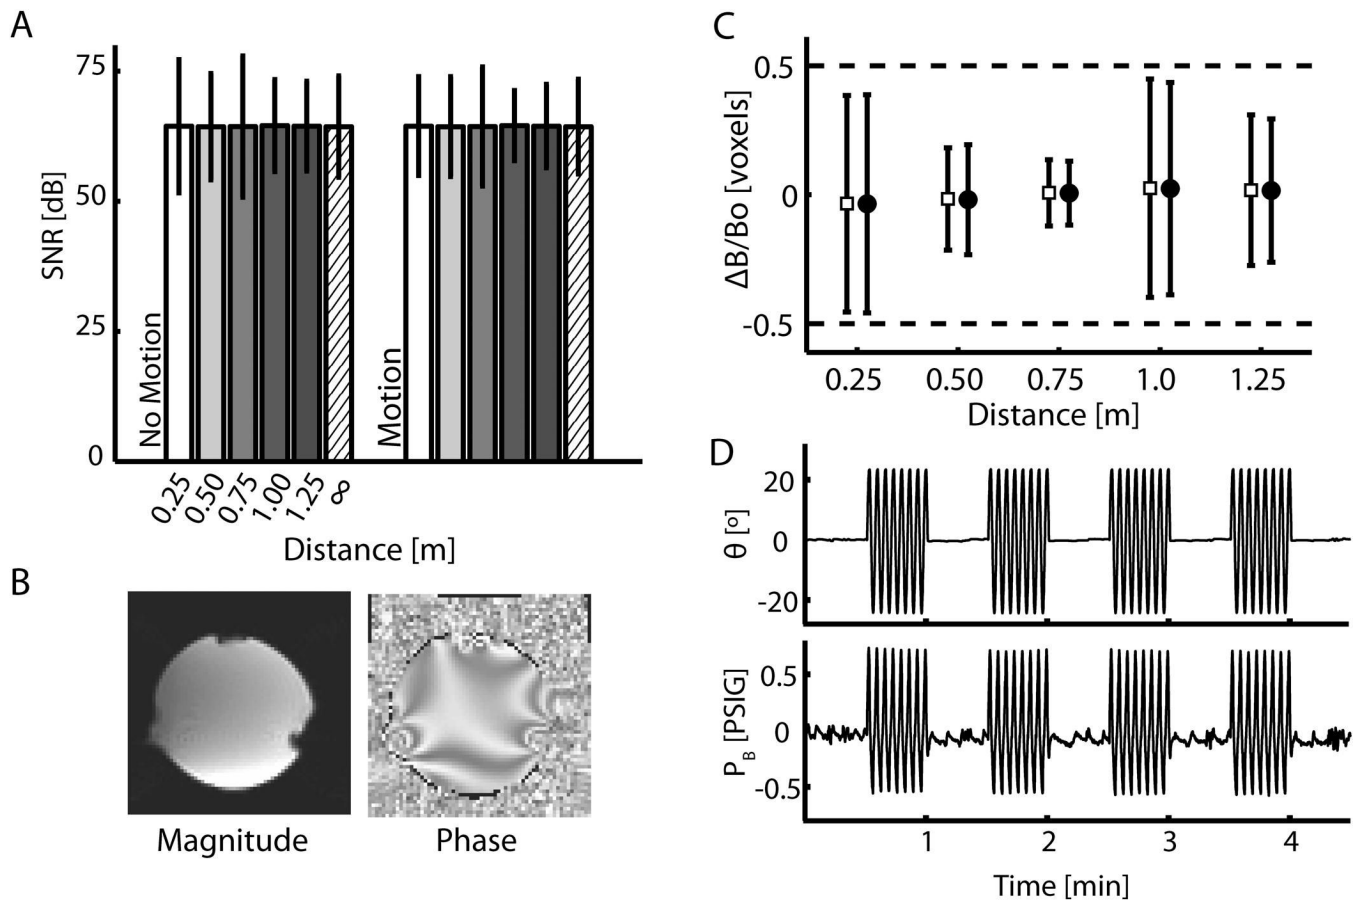 A
75
50
25
0
SNR [dB]
No Motion
Motion
0.25
0.50
0.75
1.00
1.25
∞
Distance [m]
B
Magnitude
Phase
C
0.5
0
-0.5
ΔB/Bo [voxels]
0.25 0.50 0.75 1.0 1.25
Distance [m]
D
20
0
-20
θ [º]
0.5
0
-0.5
P_B [PSIG]
1 2 3 4
Time [min]